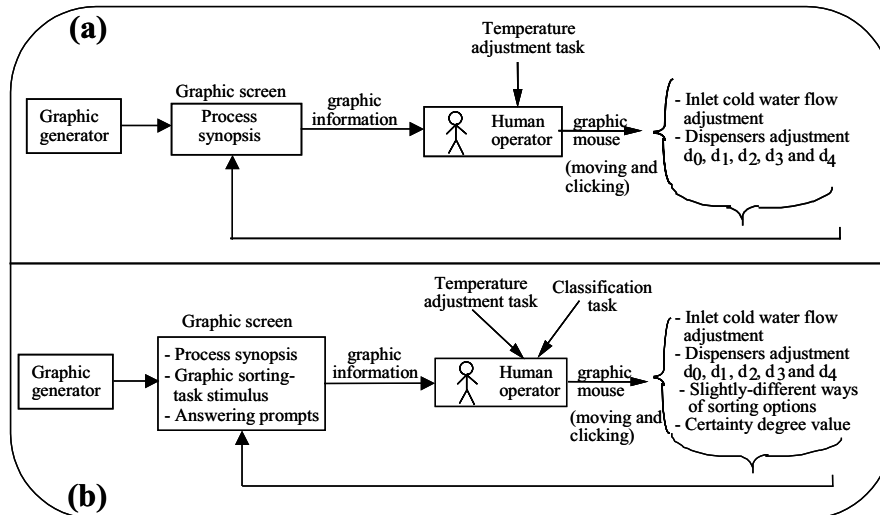 (a)
Temperature
adjustment task
Graphic screen
Graphic
generator
Process
synopsis
graphic
information
Human
operator
graphic
mouse
(moving and
clicking)
- Inlet cold water flow
adjustment
- Dispensers adjustment
d0, d1, d2, d3 and d4
Temperature
adjustment task
Classification
task
Graphic screen
Graphic
generator
- Process synopsis
- Graphic sorting-
task stimulus
- Answering prompts
graphic
information
Human
operator
graphic
mouse
(moving and
clicking)
- Inlet cold water flow
adjustment
- Dispensers adjustment
d0, d1, d2, d3 and d4
- Slightly-different ways
of sorting options
- Certainty degree value
(b)